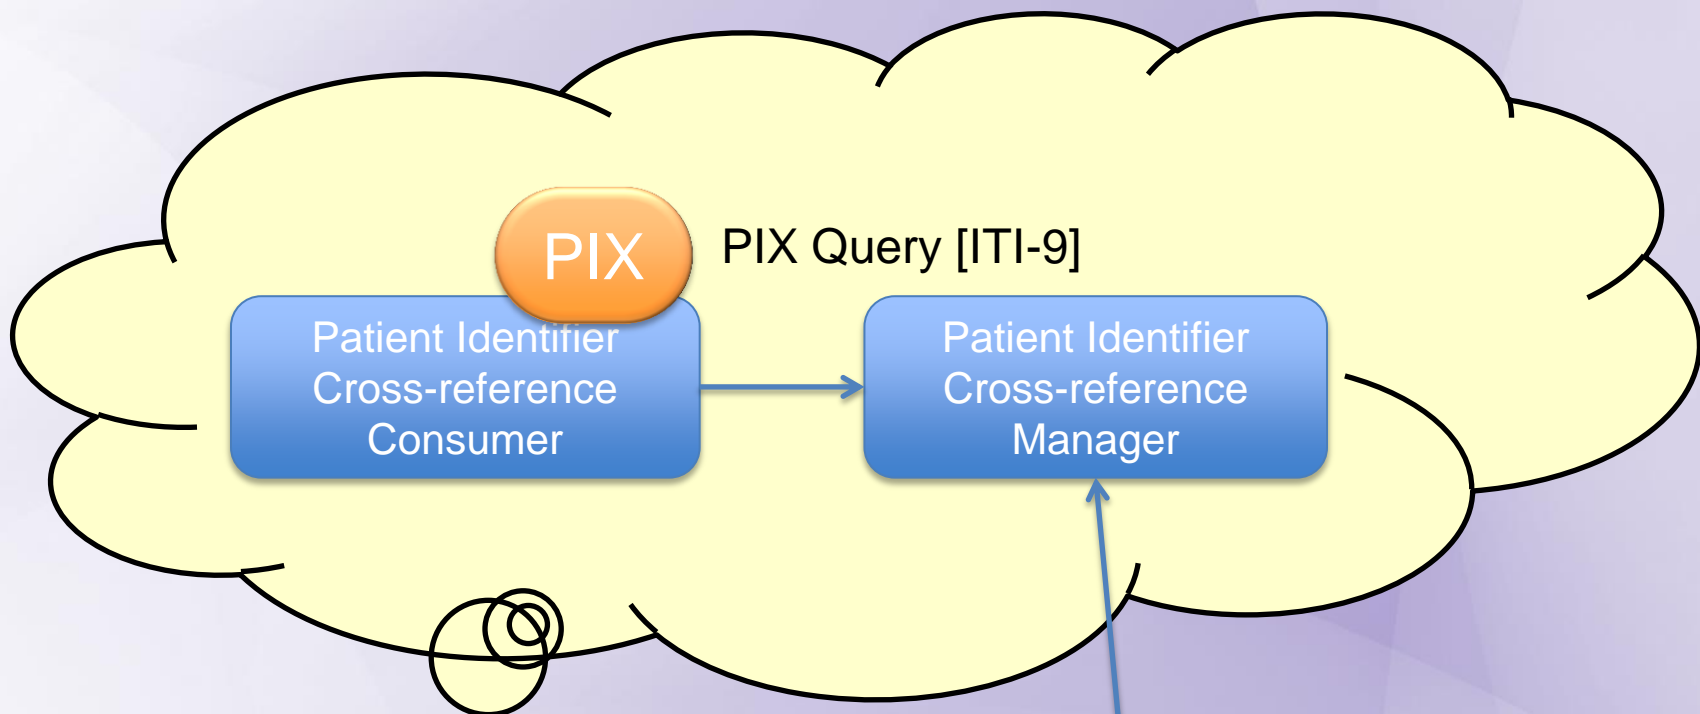 PIX
PIX Query [ITI-9]
Patient Identifier
Cross-reference
Consumer
Patient Identifier
Cross-reference
Manager